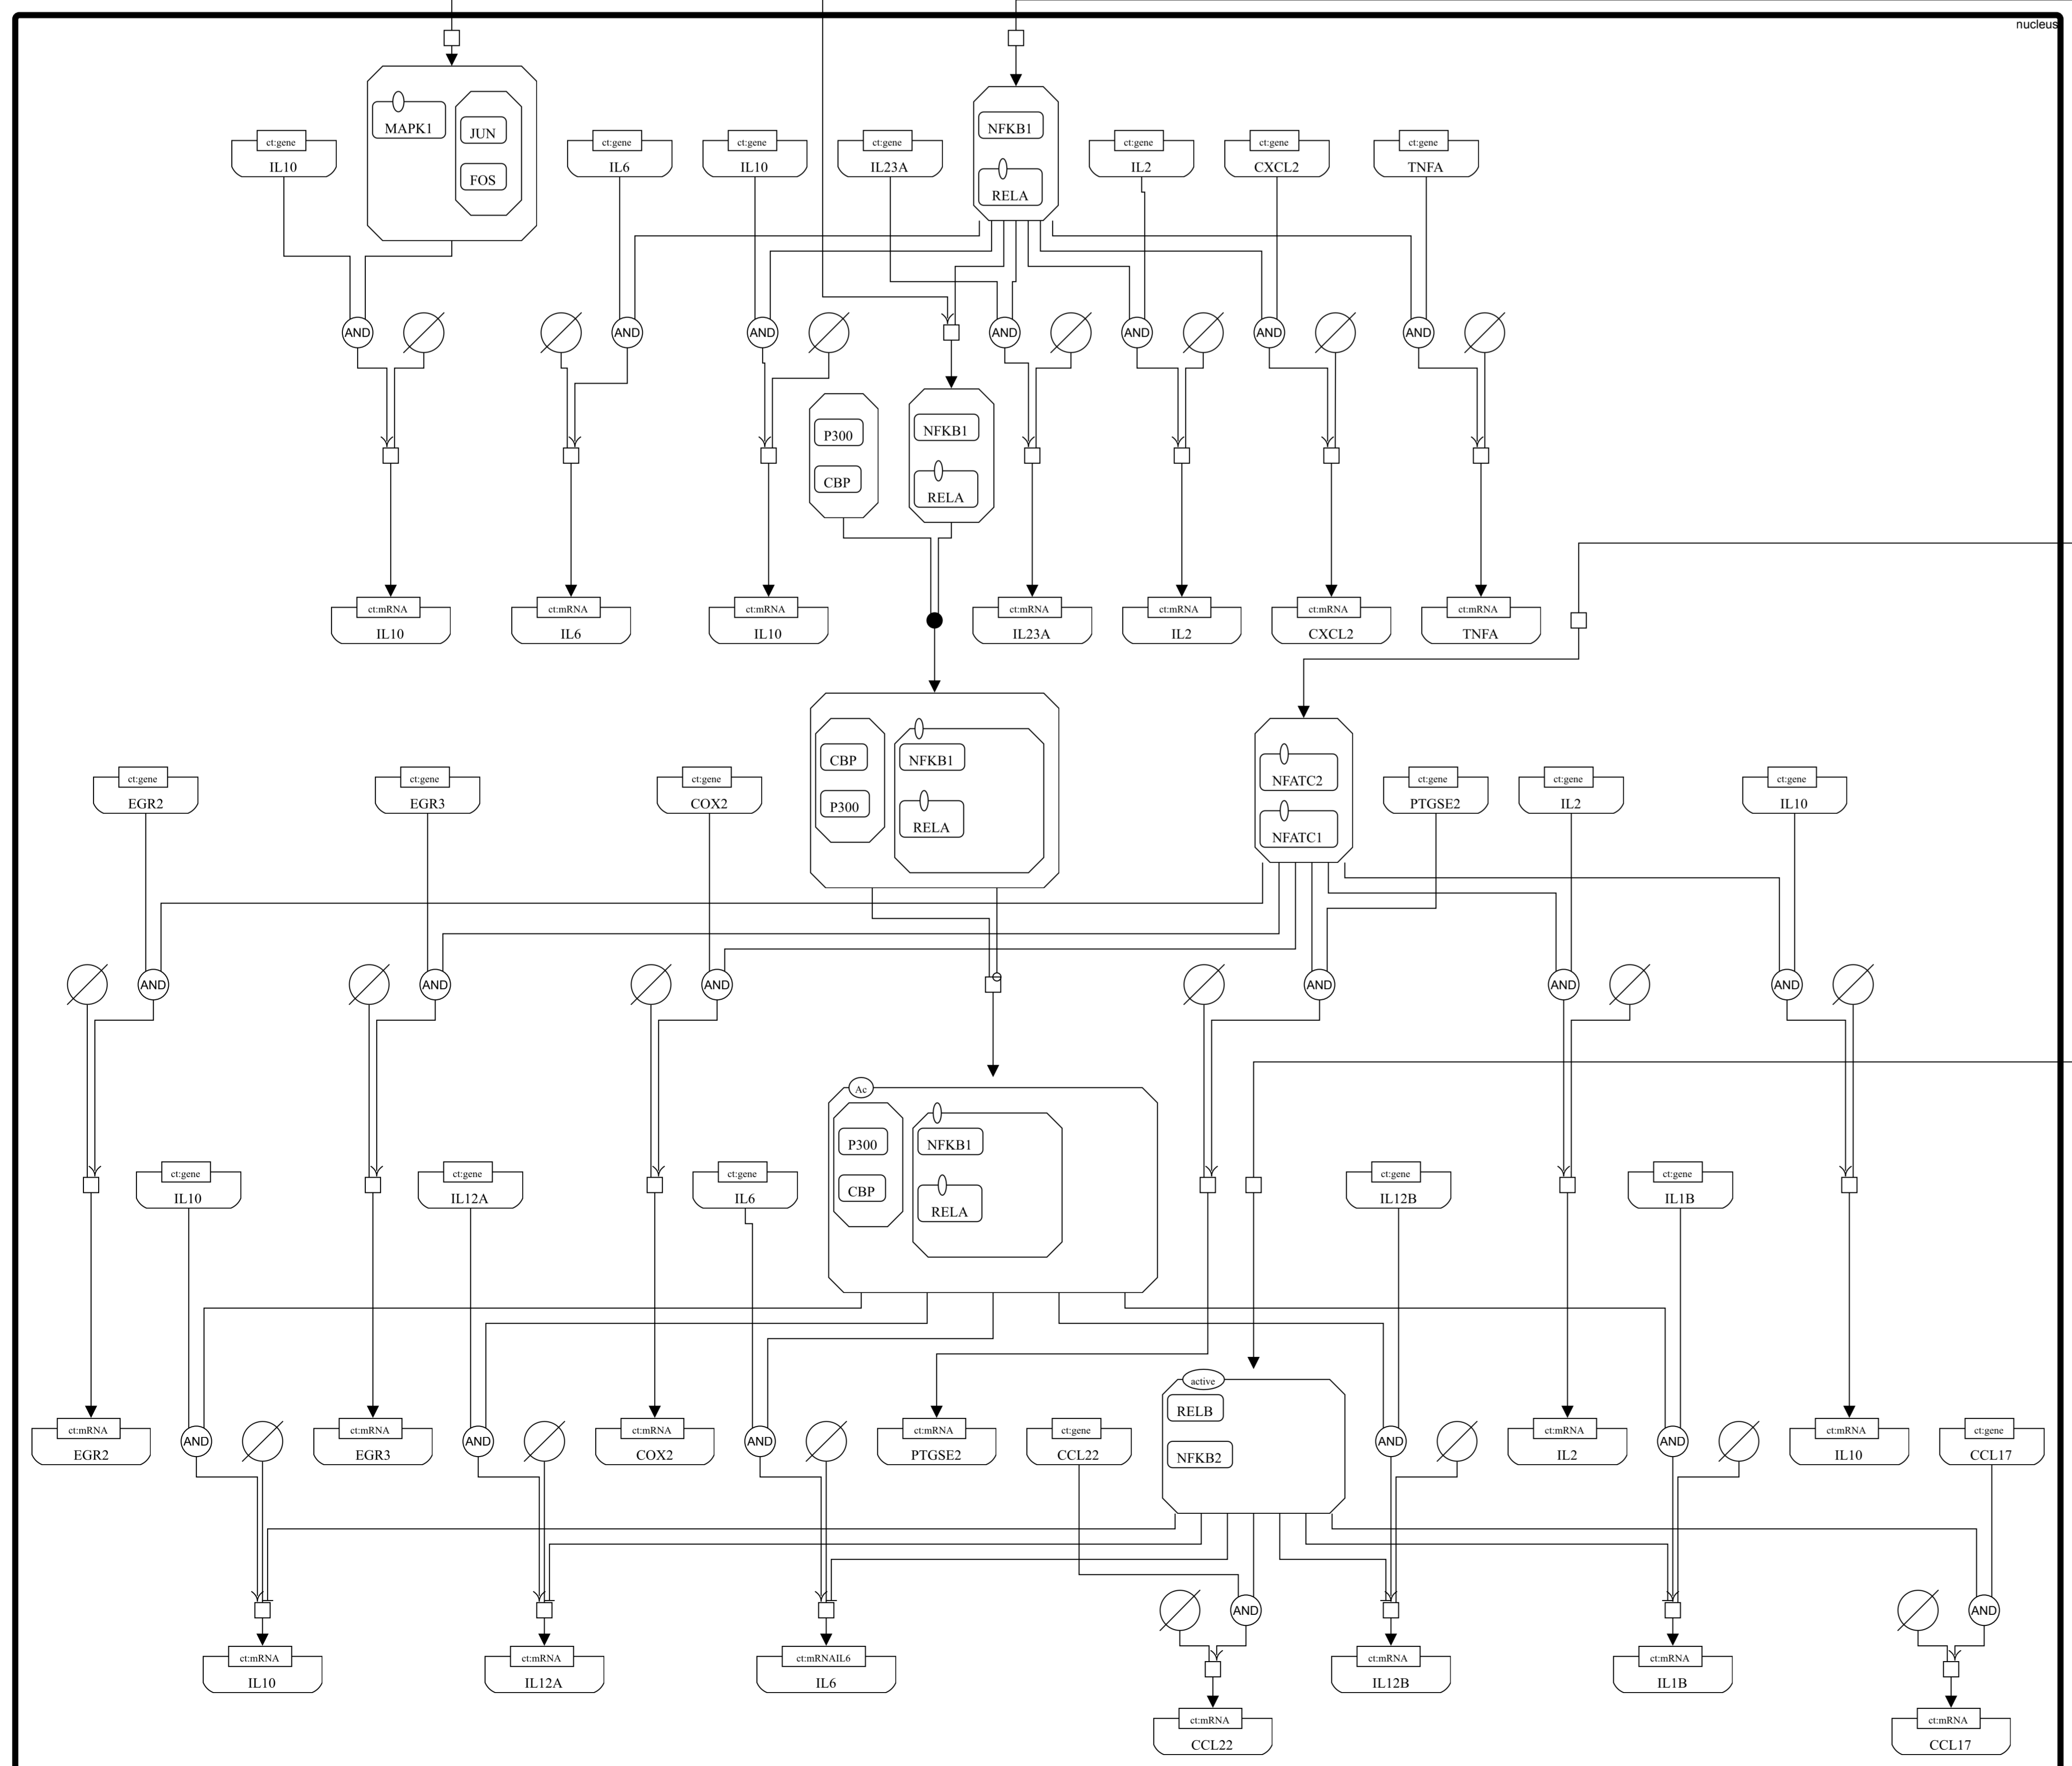 nucleus
MAPK1
JUN
FOS
NFKB1
RELA
ct:gene
IL10
ct:gene
IL6
ct:gene
IL10
ct:gene
IL23A
ct:gene
IL2
ct:gene
CXCL2
ct:gene
TNFA
AND
AND
AND
AND
AND
AND
AND
P300
CBP
NFKB1
RELA
ct:mRNA
IL10
ct:mRNA
IL6
ct:mRNA
IL10
ct:mRNA
IL23A
ct:mRNA
IL2
ct:mRNA
CXCL2
ct:mRNA
TNFA
CBP
P300
NFKB1
RELA
NFATC2
NFATC1
ct:gene
EGR2
ct:gene
EGR3
ct:gene
COX2
ct:gene
PTGSE2
ct:gene
IL2
ct:gene
IL10
AND
AND
AND
AND
AND
AND
Ac
P300
CBP
NFKB1
RELA
ct:gene
IL10
ct:gene
IL12A
ct:gene
IL6
ct:gene
IL12B
ct:gene
IL1B
active
RELB
NFKB2
ct:mRNA
EGR2
AND
ct:mRNA
EGR3
AND
ct:mRNA
COX2
AND
ct:mRNA
PTGSE2
ct:gene
CCL22
AND
ct:mRNA
IL2
AND
ct:mRNA
IL10
ct:gene
CCL17
AND
AND
ct:mRNA
IL10
ct:mRNA
IL12A
ct:mRNAIL6
IL6
ct:mRNA
IL12B
ct:mRNA
IL1B
ct:mRNA
CCL22
ct:mRNA
CCL17